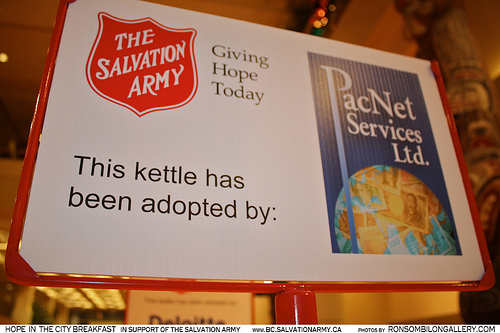 THE
SALVATION
ARMY
Giving
Hope
Today
This kettle has
been adopted by:
PacNet
Services
Ltd.
Deloitte
HOPE IN THE CITY BREAKFAST IN SUPPORT OF THE SALVATION ARMY WWW.BC.SALVATIONARMY.CA PHOTOS BY RONSOMBILONGALLERY.COM